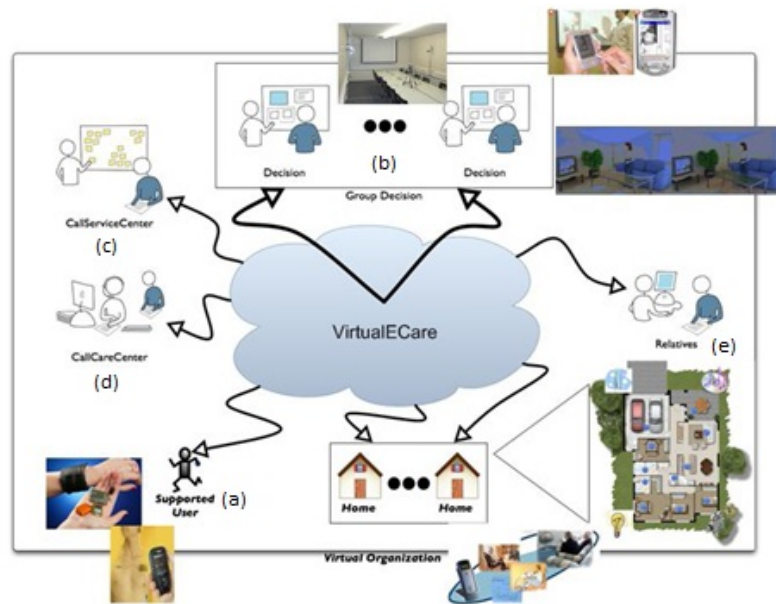 Decision
(b)
Decision
Group Decision
CallServiceCenter
(c)
CallCareCenter
(d)
VirtualECare
Relatives (e)
Supported User (a)
Home
Home
Virtual Organization